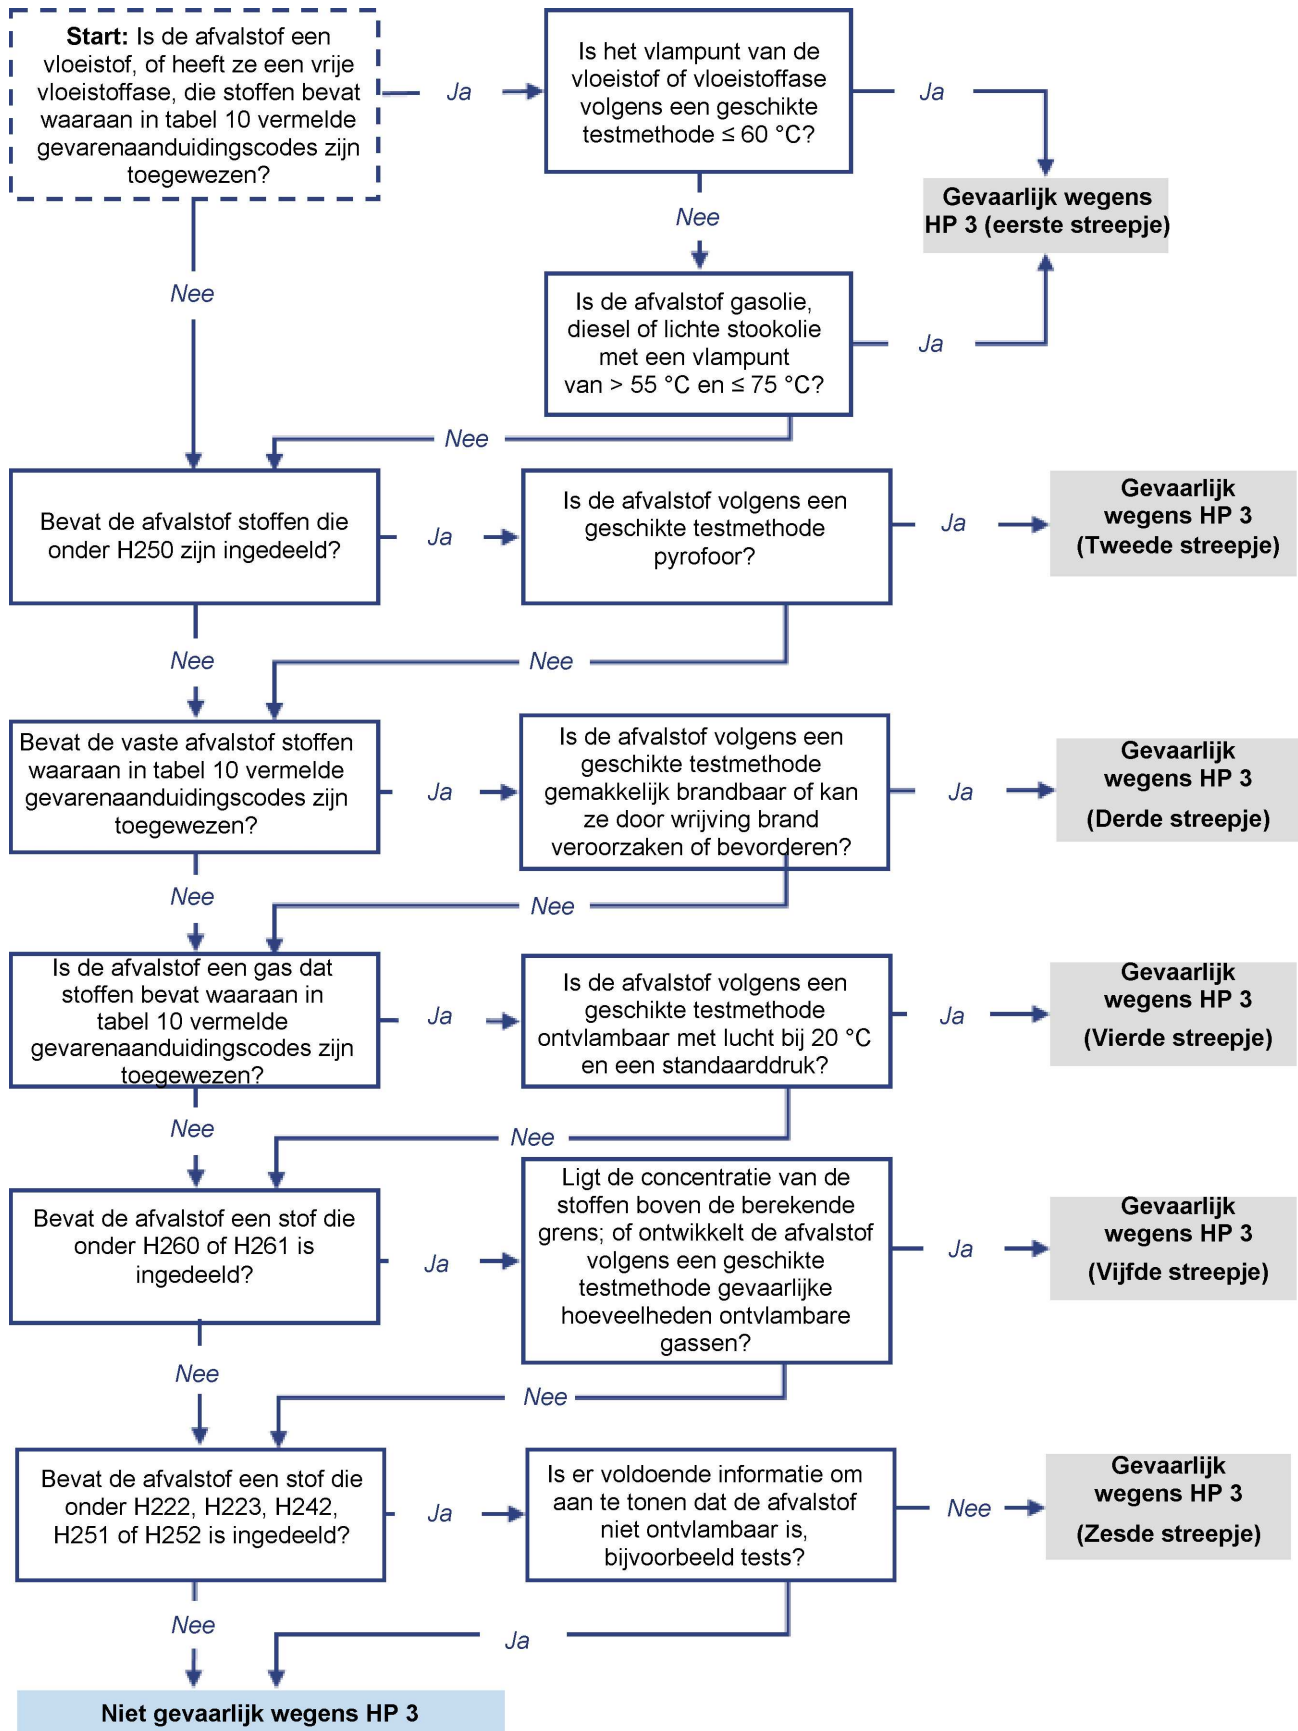 Start: Is de afvalstof een
vloeistof, of heeft ze een vrije
vloeistoffase, die stoffen bevat
waaraan in tabel 10 vermelde
gevarenaanduidingscodes zijn
toegewezen?
Ja
Is het vlampunt van de
vloeistof of vloeistoffase
volgens een geschikte
testmethode ≤ 60 °C?
Ja
Gevaarlijk wegens
HP 3 (eerste streepje)
Nee
Nee
Is de afvalstof gasolie,
diesel of lichte stookolie
met een vlampunt
van > 55 °C en ≤ 75 °C?
Ja
Nee
Bevat de afvalstof stoffen die
onder H250 zijn ingedeeld?
Ja
Is de afvalstof volgens een
geschikte testmethode
pyrofoor?
Ja
Gevaarlijk
wegens HP 3
(Tweede streepje)
Nee
Nee
Bevat de vaste afvalstof stoffen
waaraan in tabel 10 vermelde
gevarenaanduidingscodes zijn
toegewezen?
Ja
Is de afvalstof volgens een
geschikte testmethode
gemakkelijk brandbaar of kan
ze door wrijving brand
veroorzaken of bevorderen?
Ja
Gevaarlijk
wegens HP 3
(Derde streepje)
Nee
Nee
Is de afvalstof een gas dat
stoffen bevat waaraan in
tabel 10 vermelde
gevarenaanduidingscodes zijn
toegewezen?
Ja
Is de afvalstof volgens een
geschikte testmethode
ontvlambaar met lucht bij 20 °C
en een standaarddruk?
Ja
Gevaarlijk
wegens HP 3
(Vierde streepje)
Nee
Nee
Bevat de afvalstof een stof die
onder H260 of H261 is
ingedeeld?
Ja
Ligt de concentratie van de
stoffen boven de berekende
grens; of ontwikkelt de afvalstof
volgens een geschikte
testmethode gevaarlijke
hoeveelheden ontvlambare
gassen?
Ja
Gevaarlijk
wegens HP 3
(Vijfde streepje)
Nee
Nee
Bevat de afvalstof een stof die
onder H222, H223, H242,
H251 of H252 is ingedeeld?
Ja
Is er voldoende informatie om
aan te tonen dat de afvalstof
niet ontvlambaar is,
bijvoorbeeld tests?
Nee
Gevaarlijk
wegens HP 3
(Zesde streepje)
Nee
Ja
Niet gevaarlijk wegens HP 3